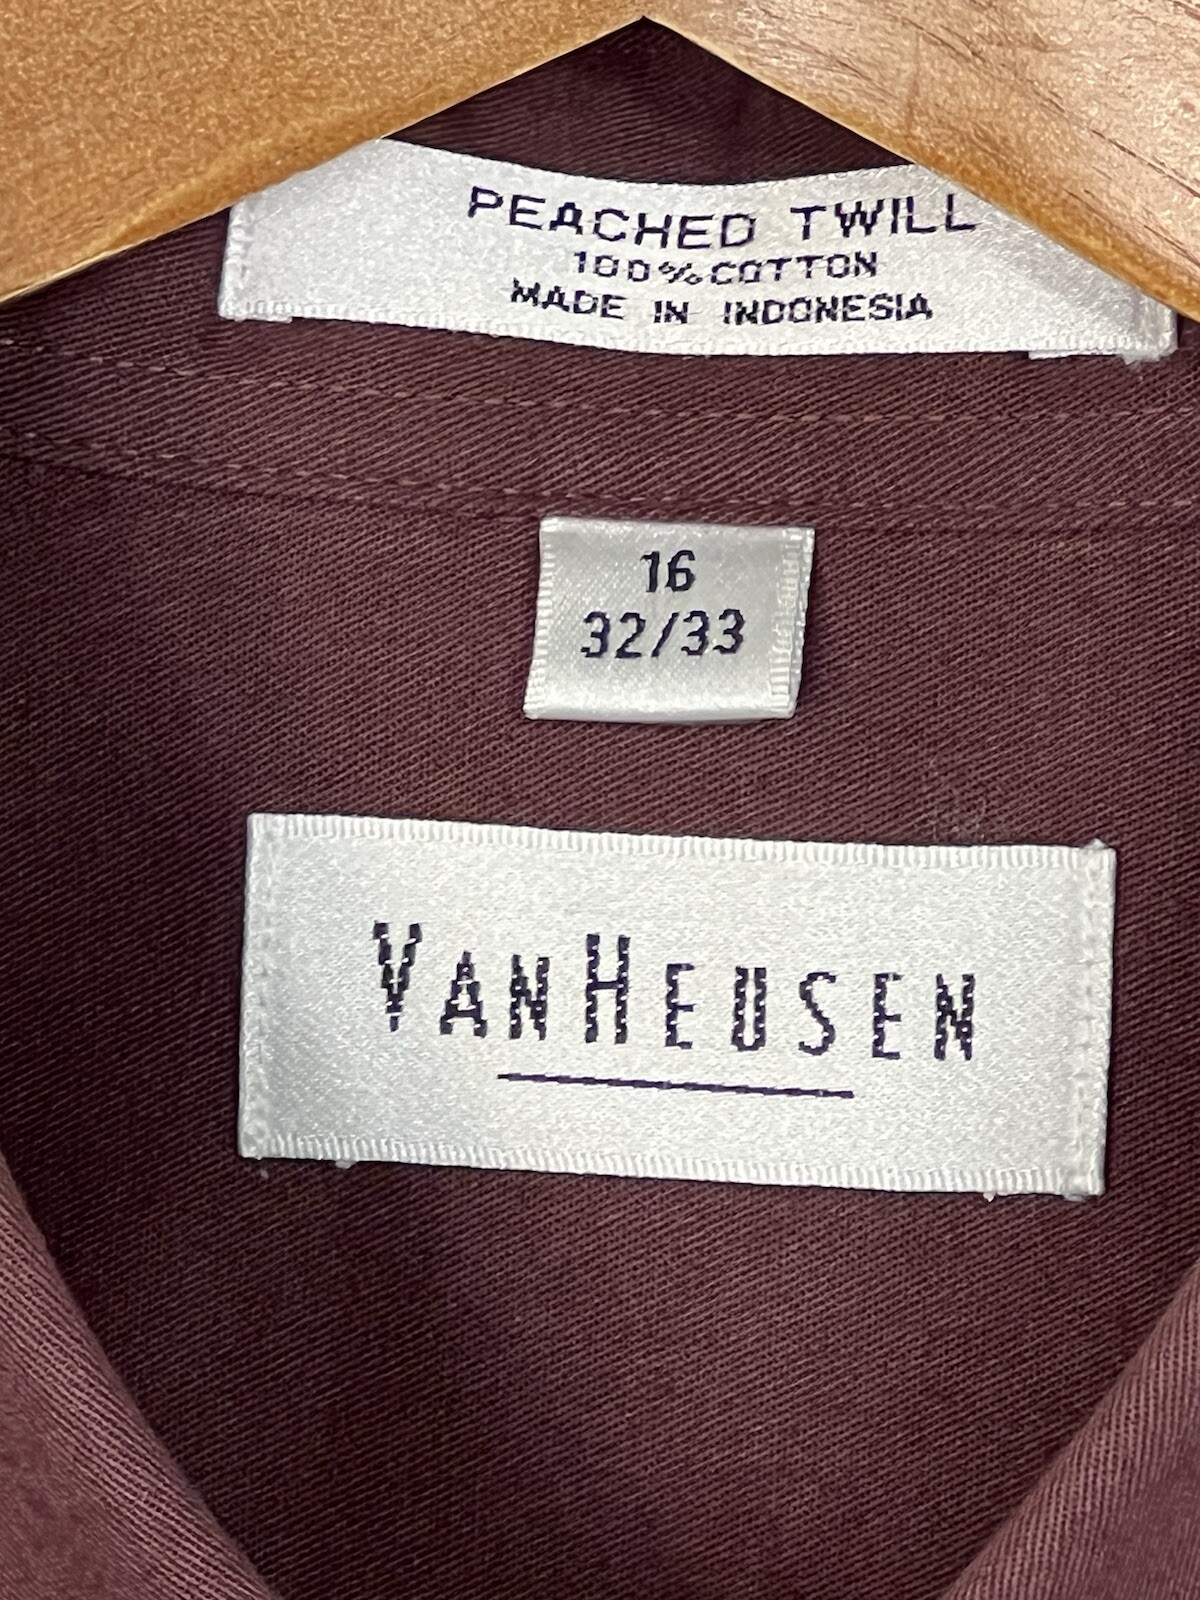 PEACHED TWILL
100% COTTON
MADE IN INDONESIA
16
32/33
VANHEUSEN